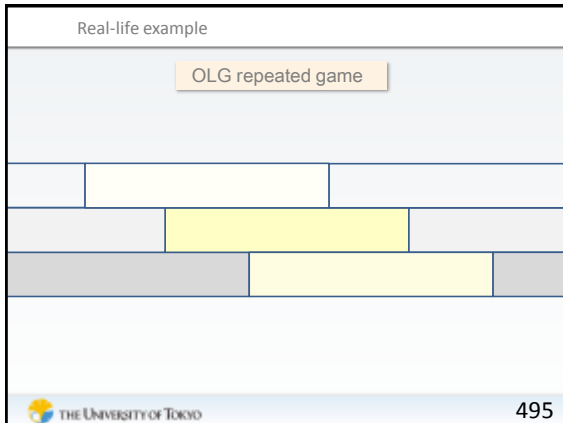 Real-life example
OLG repeated game
THE UNIVERSITY OF TOKYO
495